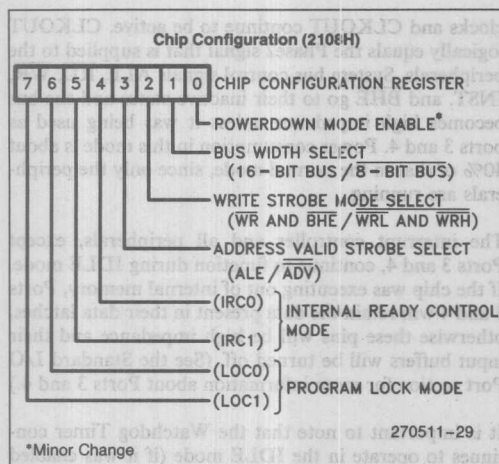 Chip Configuration (2106H)
7 6 5 4 3 2 1 0 CHIP CONFIGURATION REGISTER
POWERDOWN MODE ENABLE*
BUS WIDTH SELECT
(16-BIT BUS/8-BIT BUS)
WRITE STROBE MODE SELECT
(WR AND BHE/WRL AND WRH)
ADDRESS VALID STROBE SELECT
(ALE/ADV)
(IRC0) INTERNAL READY CONTROL
MODE
(IRC1)
(LOC0)
PROGRAM LOCK MODE
(LOC1)
270511-29
*Minor Change